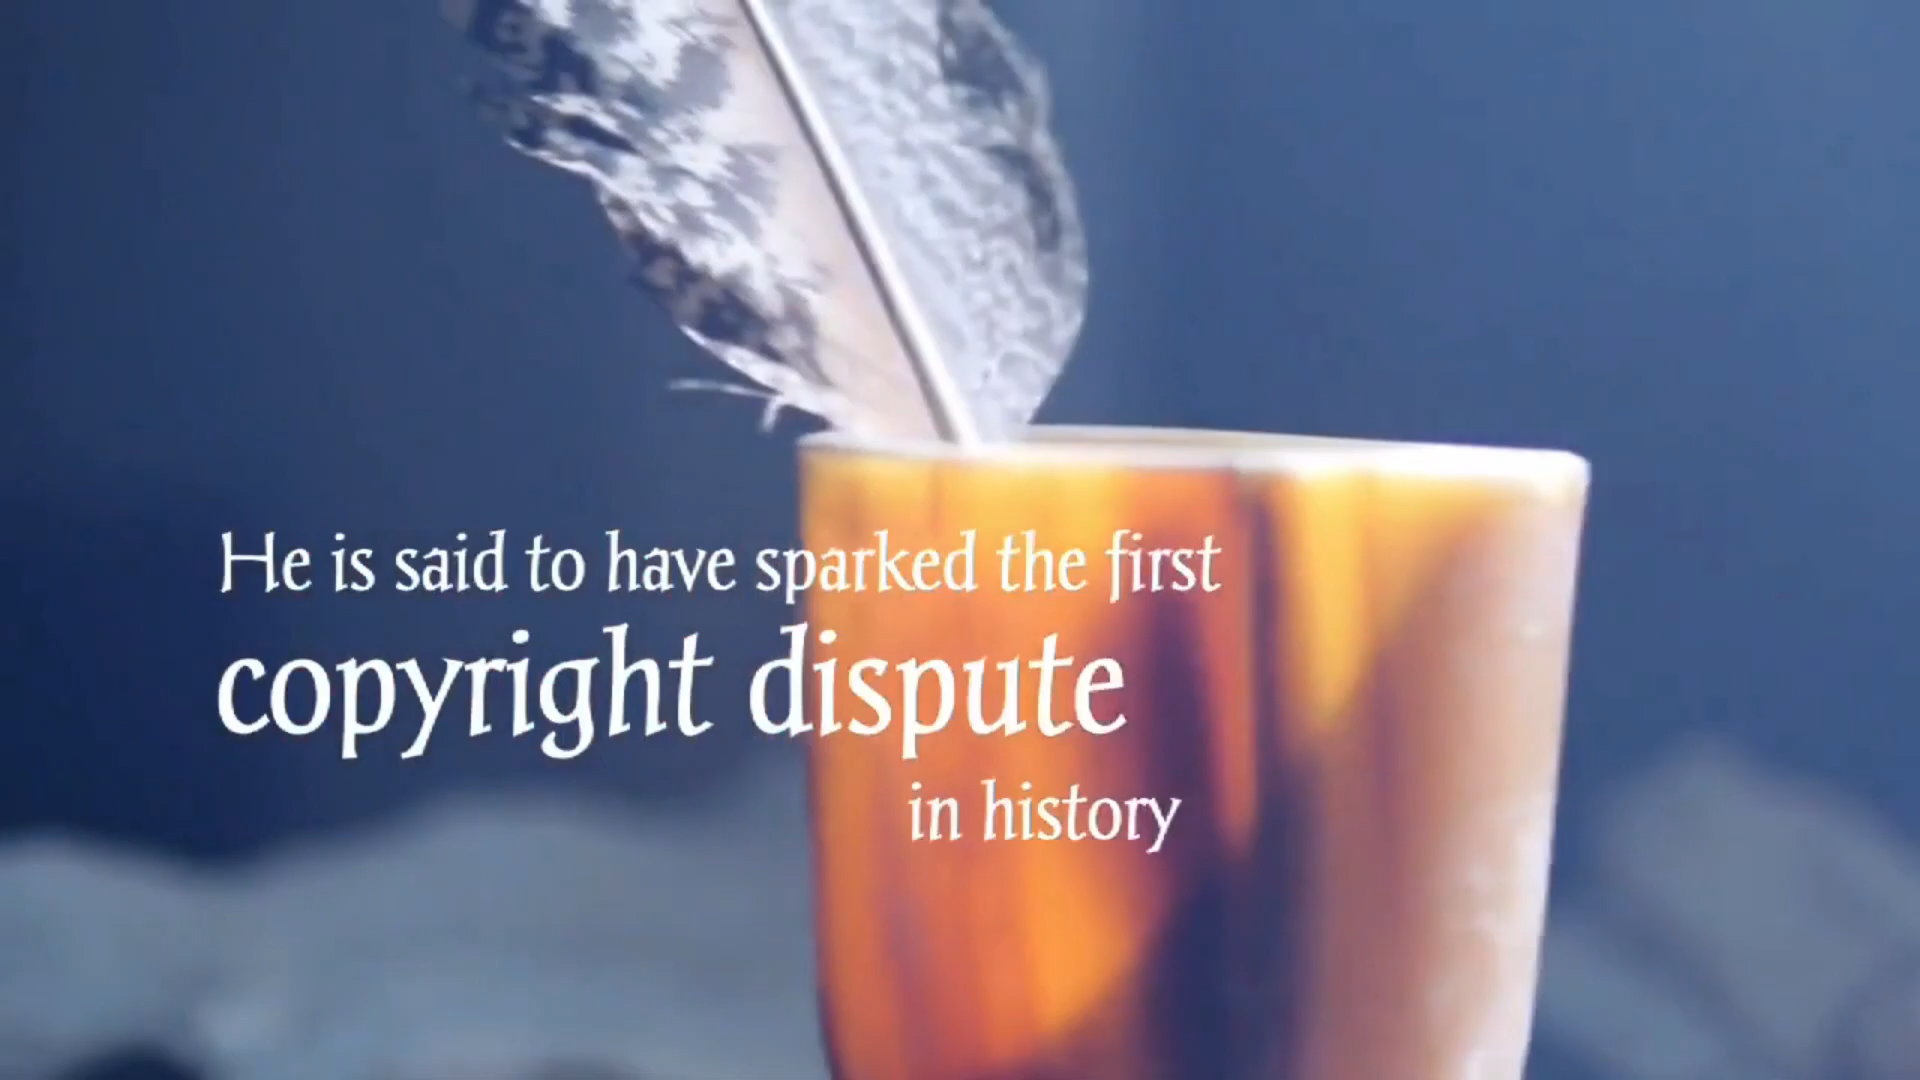 He is said to have sparked the first
copyright dispute
in history